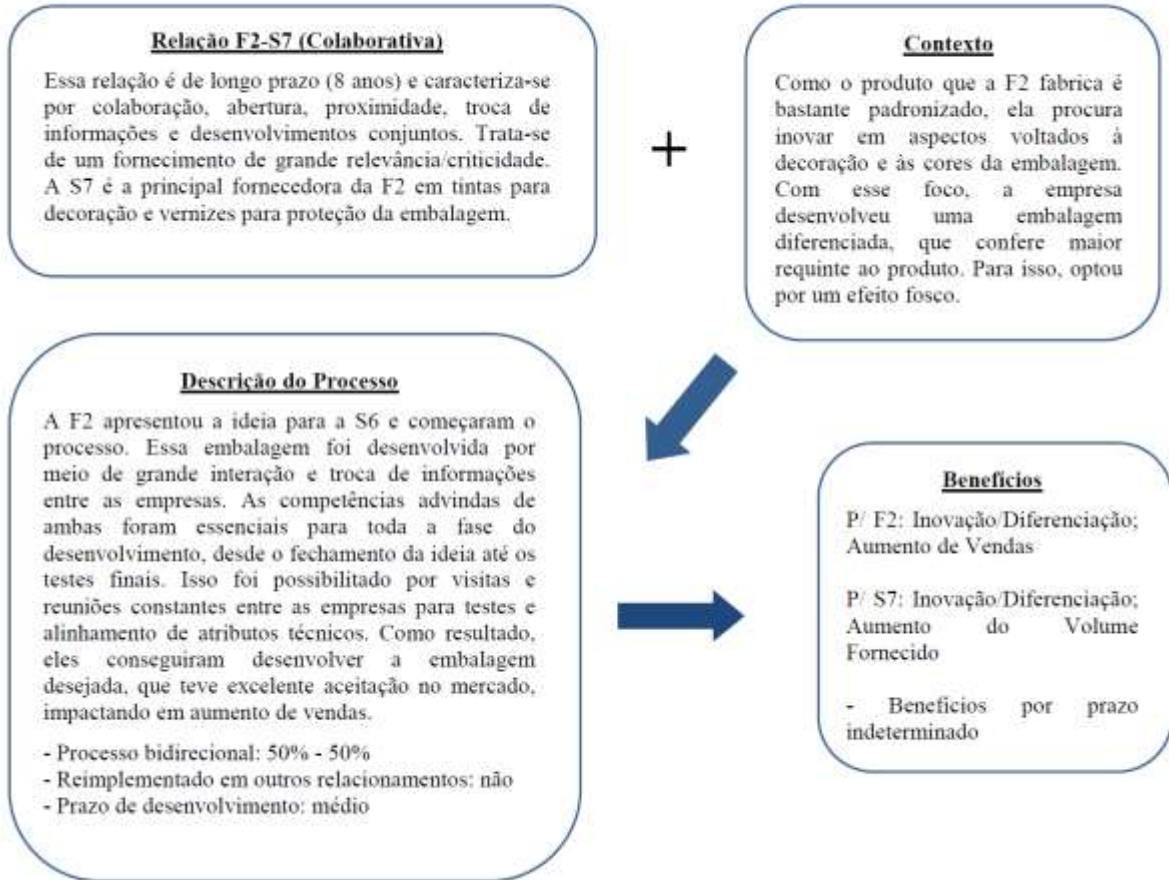 Relação F2-S7 (Colaborativa)
Essa relação é de longo prazo (8 anos) e caracteriza-se
por colaboração, abertura, proximidade, troca de
informações e desenvolvimentos conjuntos. Trata-se
de um fornecimento de grande relevância/criticidade.
A S7 é a principal fornecedora da F2 em tintas para
decoração e vernizes para proteção da embalagem.
+
Contexto
Como o produto que a F2 fabrica é
bastante padronizado, ela procura
inovar em aspectos voltados à
decoração e às cores da embalagem.
Com esse foco, a empresa
desenvolveu uma embalagem
diferenciada, que confere maior
requinte ao produto. Para isso, optou
por um efeito fosco.
Descrição do Processo
A F2 apresentou a ideia para a S6 e começaram o
processo. Essa embalagem foi desenvolvida por
meio de grande interação e troca de informações
entre as empresas. As competências advindas de
ambas foram essenciais para toda a fase do
desenvolvimento, desde o fechamento da ideia até os
testes finais. Isso foi possibilitado por visitas e
reuniões constantes entre as empresas para testes e
alinhamento de atributos técnicos. Como resultado,
eles conseguiram desenvolver a embalagem
desejada, que teve excelente aceitação no mercado,
impactando em aumento de vendas.
- Processo bidirecional: 50% - 50%
- Reimplementado em outros relacionamentos: não
- Prazo de desenvolvimento: médio
Benefícios
P/ F2: Inovação/Diferenciação;
Aumento de Vendas
P/ S7: Inovação/Diferenciação;
Aumento do Volume
Fornecido
- Benefícios por prazo
indeterminado